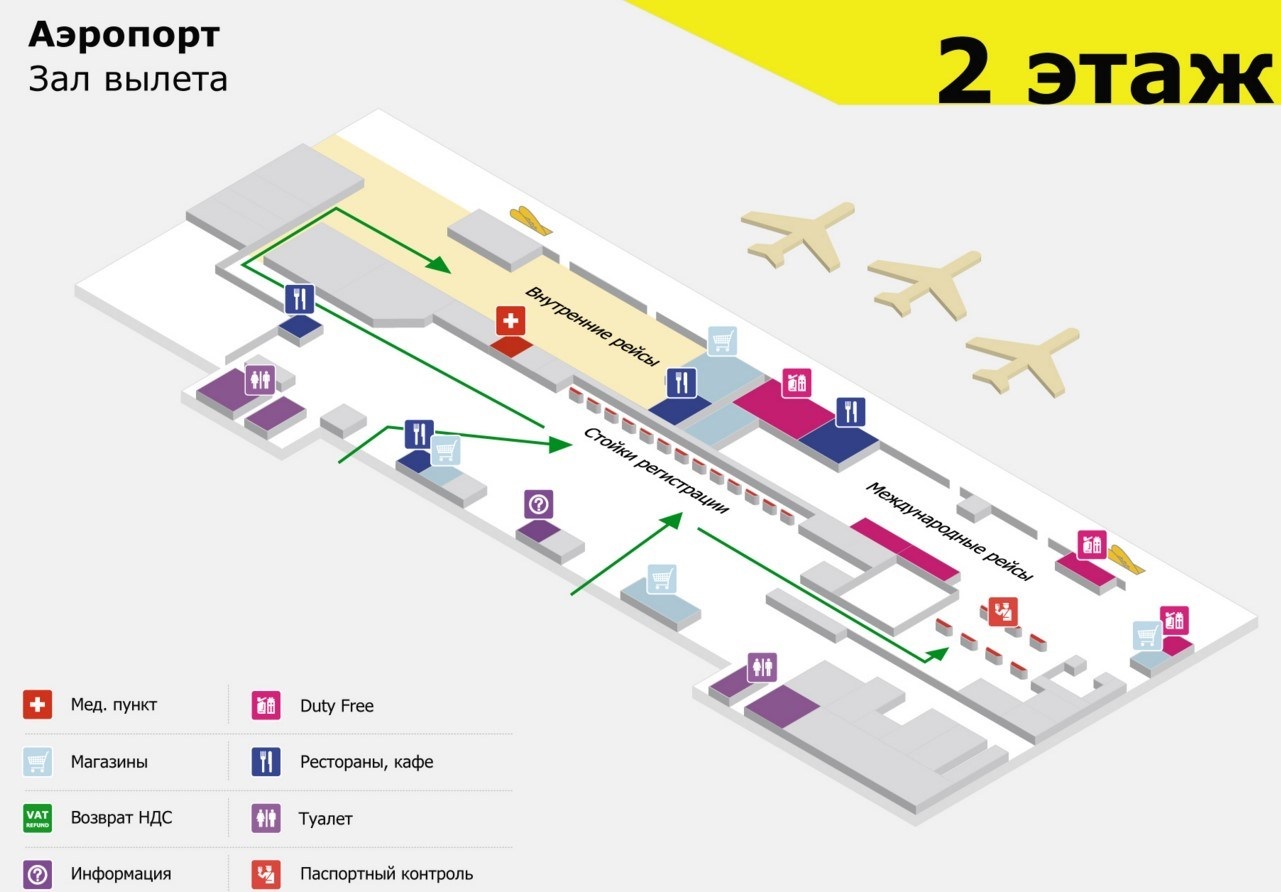 Аэропорт
Зал вылета
2 этаж
Внутренние рейсы
Стойки регистрации
Международные рейсы
Мед. пункт
Duty Free
Магазины
Рестораны, кафе
VAT
REFUND
Возврат НДС
Туалет
Информация
Паспортный контроль